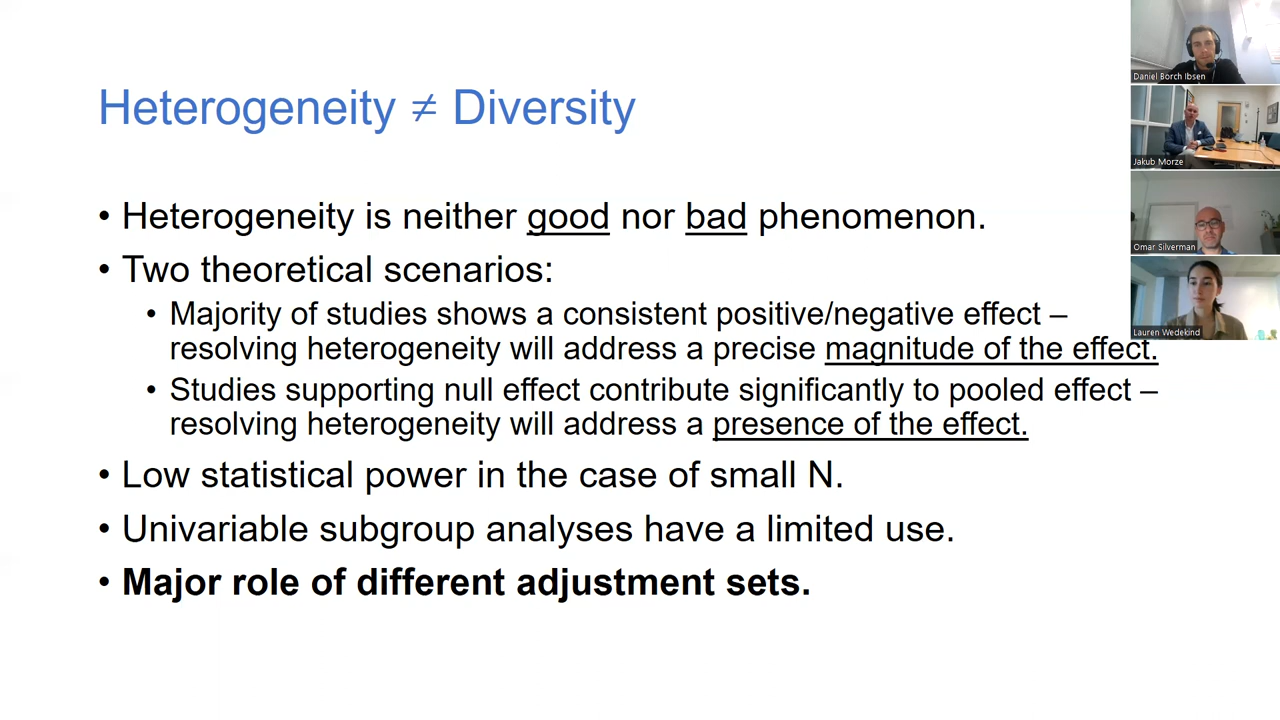 Heterogeneity ≠ Diversity
• Heterogeneity is neither good nor bad phenomenon.
• Two theoretical scenarios:
• Majority of studies shows a consistent positive/negative effect –
resolving heterogeneity will address a precise magnitude of the effect.
• Studies supporting null effect contribute significantly to pooled effect –
resolving heterogeneity will address a presence of the effect.
• Low statistical power in the case of small N.
• Univariable subgroup analyses have a limited use.
• Major role of different adjustment sets.
Daniel Borch Ibsen
Jakub Morze
Omar Silverman
Lauren Wedekind